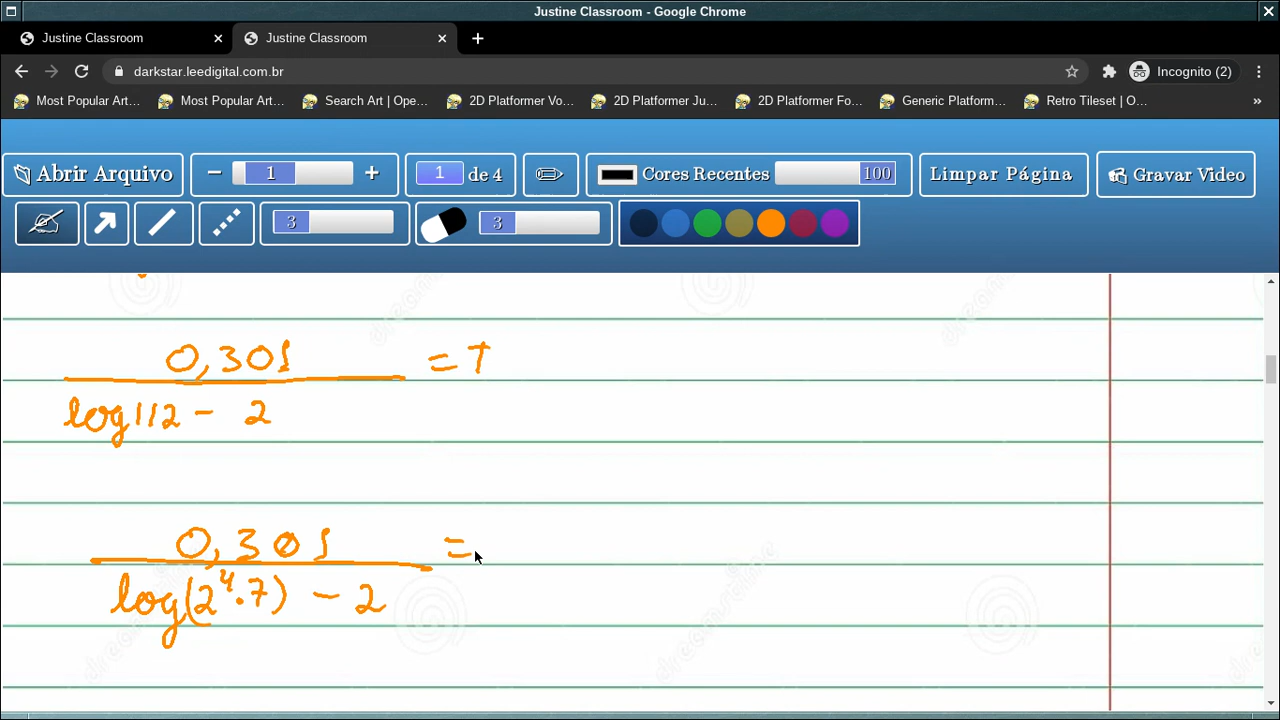 Justine Classroom - Google Chrome
Justine Classroom
Justine Classroom
darkstar.leedigital.com.br
Incognito (2)
Most Popular Art…
Most Popular Art…
Search Art | Ope…
2D Platformer Vo…
2D Platformer Ju…
2D Platformer Fo…
Generic Platform…
Retro Tileset | O…
»
Abrir Arquivo
− 1 +
1 de 4
Cores Recentes 100
Limpar Página
Gravar Video
3
3
0,301 = T
log112 - 2
0,301 =
log(2⁴·7) - 2